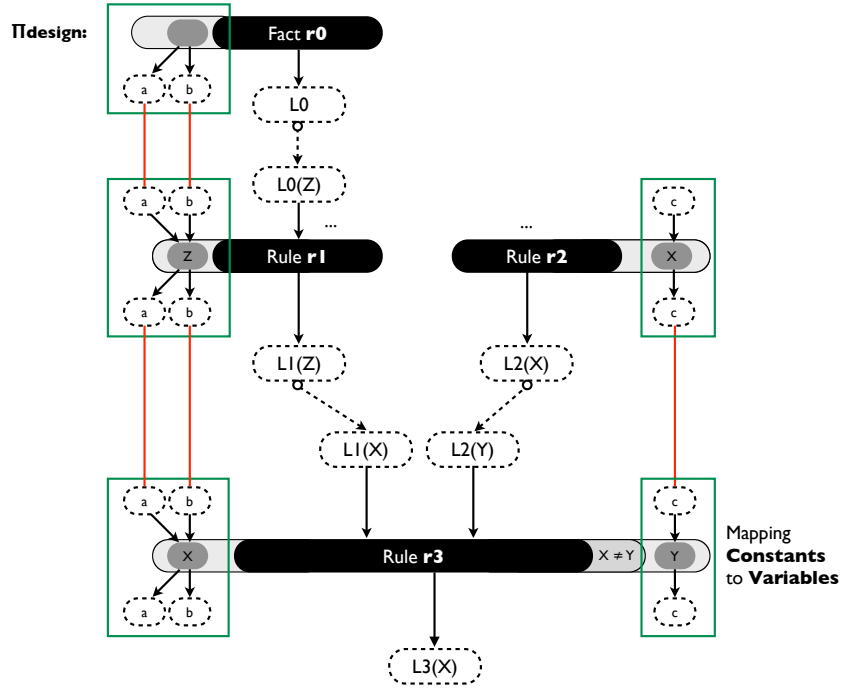 Πdesign:
Fact r0
a b
L0
L0(Z)
a b
c
...
...
Z
Rule r1
Rule r2
X
a b
c
L1(Z)
L2(X)
L1(X)
L2(Y)
a b
c
X
Rule r3
X ≠ Y
Y
Mapping
Constants
to Variables
a b
c
L3(X)